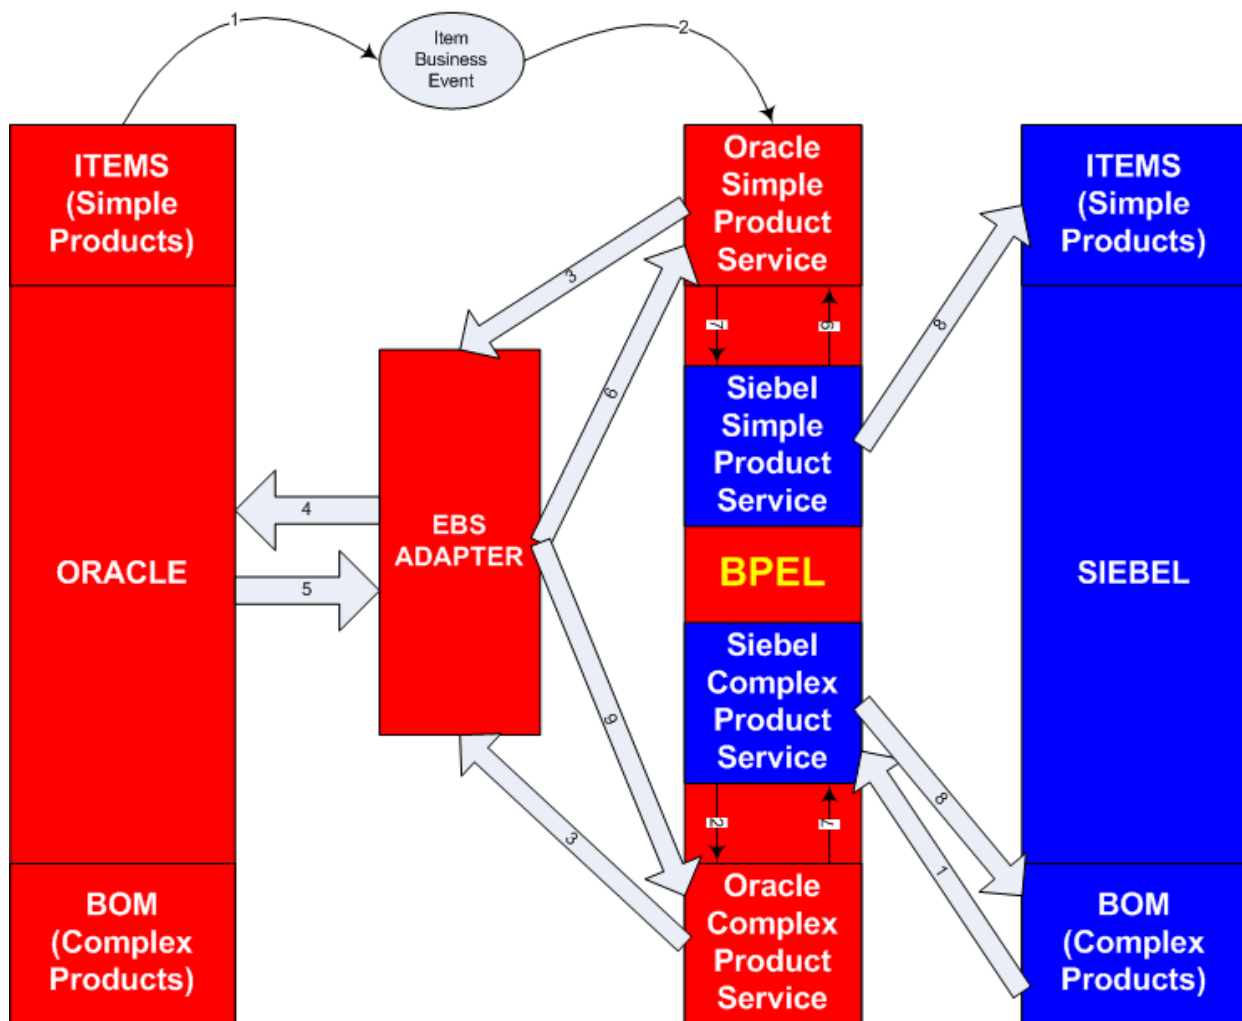 1
2
Item
Business
Event
ITEMS
(Simple
Products)
Oracle
Simple
Product
Service
ITEMS
(Simple
Products)
3
7
6
8
6
Siebel
Simple
Product
Service
4
EBS
ADAPTER
ORACLE
5
BPEL
SIEBEL
Siebel
Complex
Product
Service
6
8
2
7
3
1
BOM
(Complex
Products)
Oracle
Complex
Product
Service
BOM
(Complex
Products)